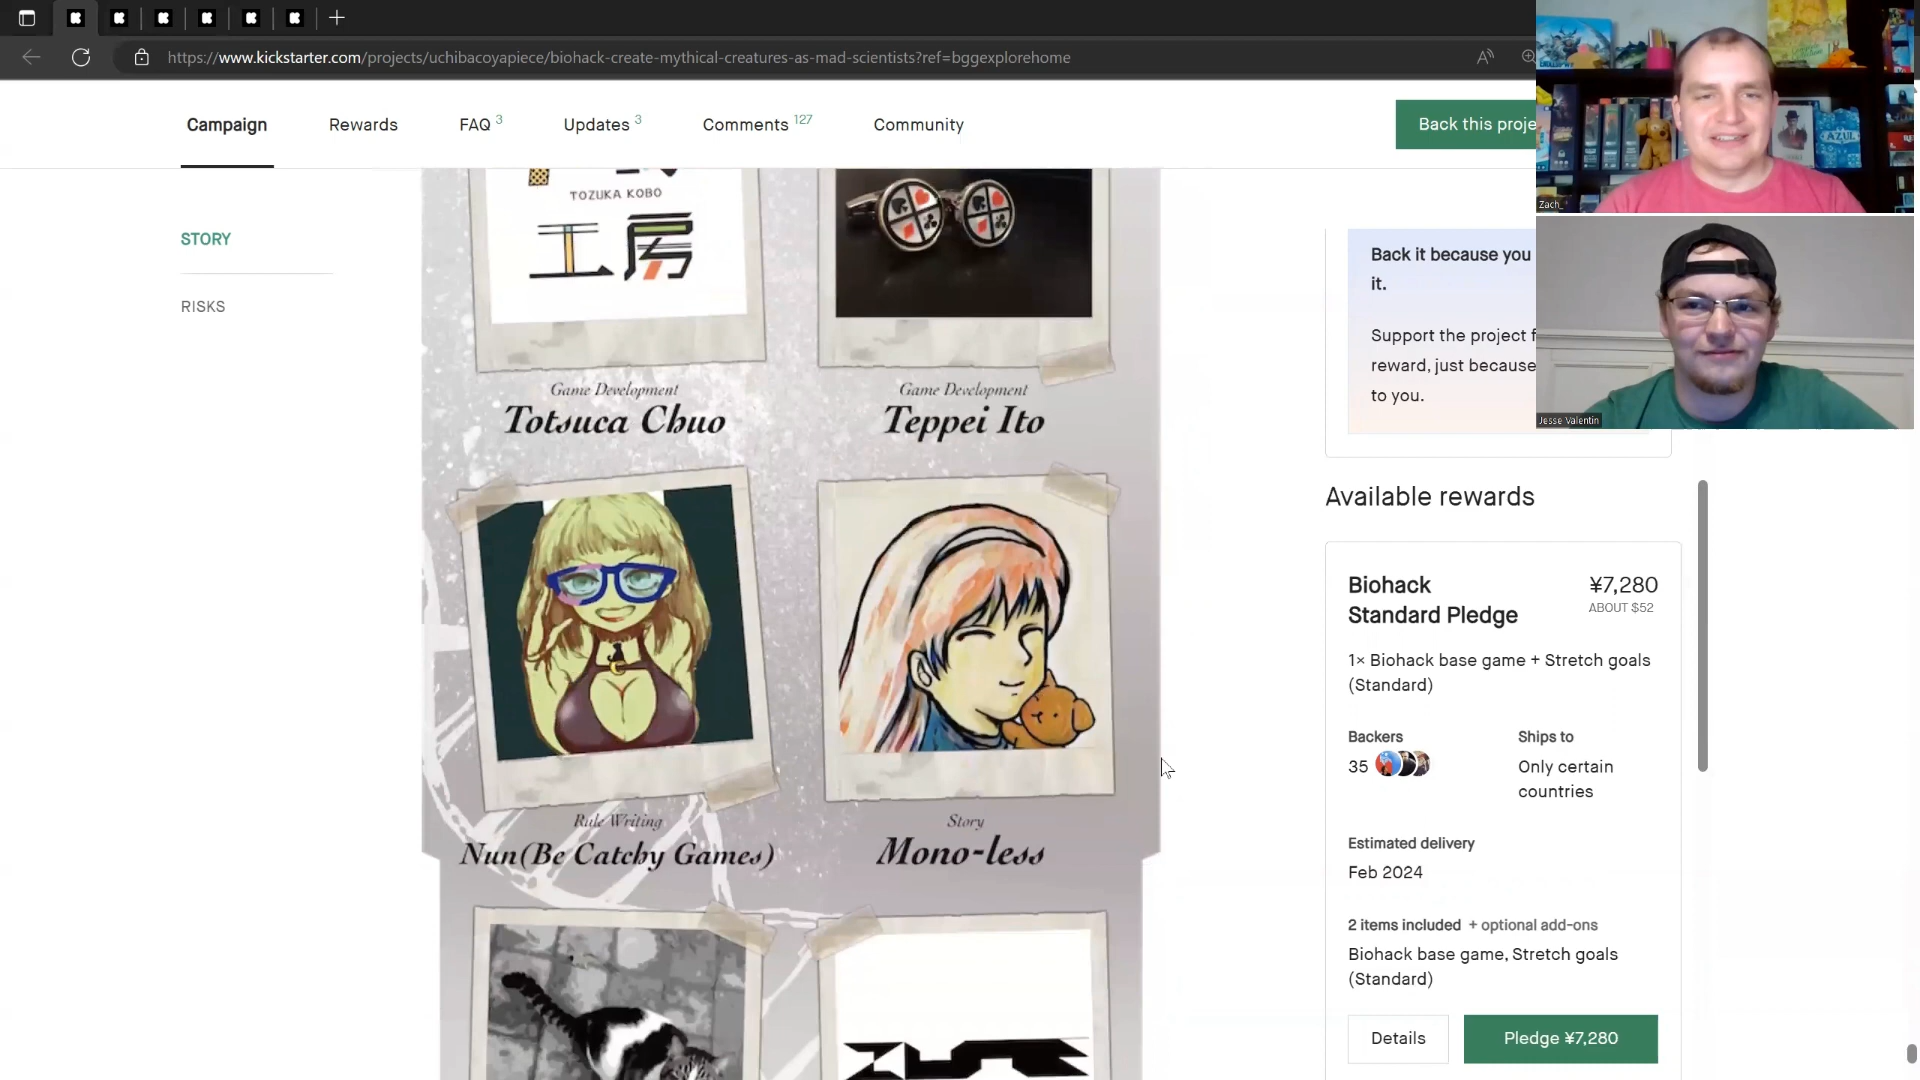 https://www.kickstarter.com/projects/uchibacoyapiece/biohack-create-mythical-creatures-as-mad-scientists?ref=bggexplorehome
Campaign
Rewards
FAQ 3
Updates 3
Comments 127
Community
Back this proje
STORY
RISKS
TOZUKA KOBO
工房
Game Development
Totsuca Chuo
Game Development
Teppei Ito
Rule Writing
Nun(Be Catchy Games)
Story
Mono-less
Back it because you
it.
Support the project f
reward, just because
to you.
Available rewards
Biohack
Standard Pledge
¥7,280
ABOUT $52
1× Biohack base game + Stretch goals
(Standard)
Backers
35
Ships to
Only certain
countries
Estimated delivery
Feb 2024
2 items included + optional add-ons
Biohack base game, Stretch goals
(Standard)
Details
Pledge ¥7,280
Zach_
AZUL
Jesse Valentin